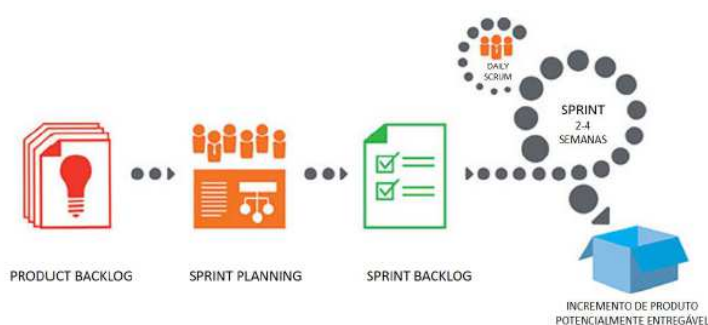 DAILY
SCRUM
SPRINT
2-4
SEMANAS
PRODUCT BACKLOG
SPRINT PLANNING
SPRINT BACKLOG
INCREMENTO DE PRODUTO
POTENCIALMENTE ENTREGÁVEL